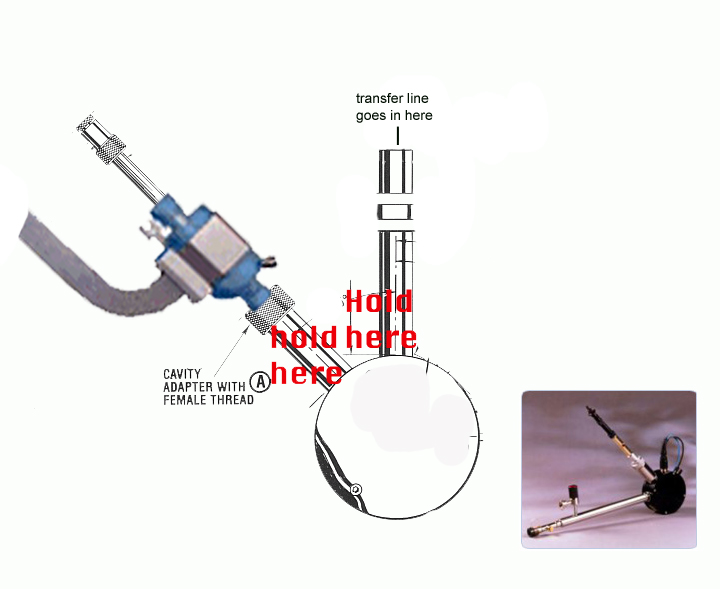 transfer line
goes in here
Hold
here
hold
here
CAVITY
ADAPTER WITH
FEMALE THREAD
A